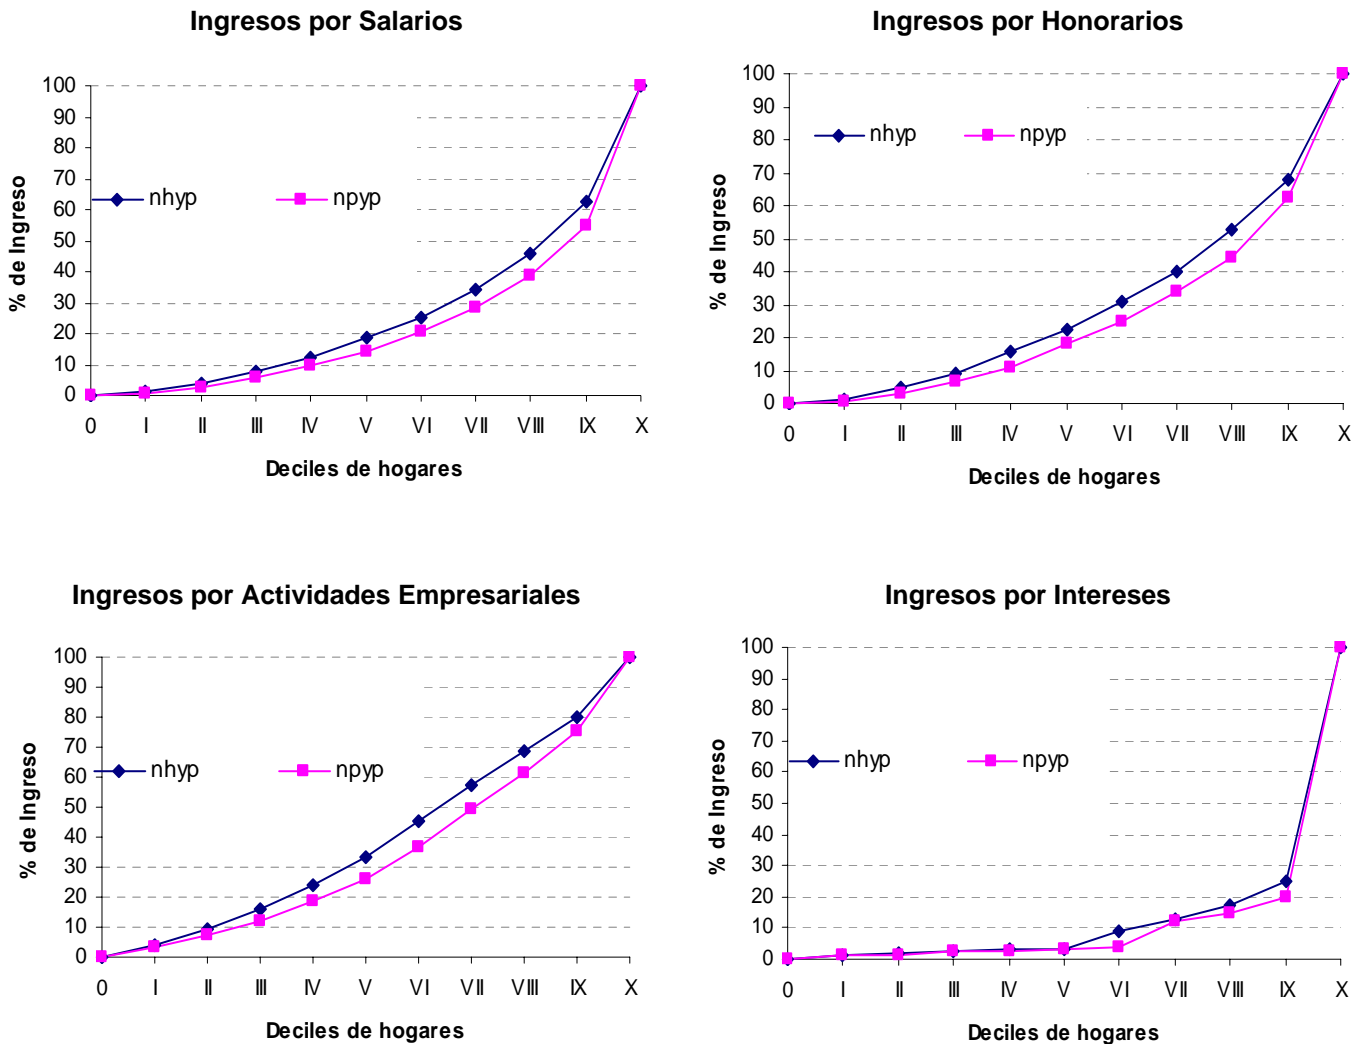 Ingresos por Salarios
% de Ingreso
100
90
80
70
60
50
40
30
20
10
0
nhyp
npyp
0 I II III IV V VI VII VIII IX X
Deciles de hogares
Ingresos por Honorarios
% de Ingreso
100
90
80
70
60
50
40
30
20
10
0
nhyp
npyp
0 I II III IV V VI VII VIII IX X
Deciles de hogares
Ingresos por Actividades Empresariales
% de Ingreso
100
90
80
70
60
50
40
30
20
10
0
nhyp
npyp
0 I II III IV V VI VII VIII IX X
Deciles de hogares
Ingresos por Intereses
% de Ingreso
100
90
80
70
60
50
40
30
20
10
0
nhyp
npyp
0 I II III IV V VI VII VIII IX X
Deciles de hogares